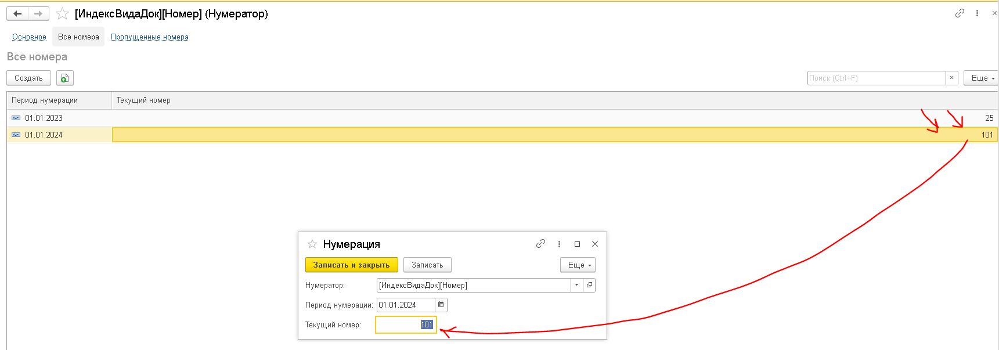 [ИндексВидаДок][Номер] (Нумератор)
Основное Все номера Пропущенные номера
Все номера
Создать Поиск (Ctrl+F) × Еще
Период нумерации Текущий номер
01.01.2023 25
01.01.2024 101
Нумерация
Записать и закрыть Записать Еще
Нумератор: [ИндексВидаДок][Номер]
Период нумерации: 01.01.2024
Текущий номер: 101